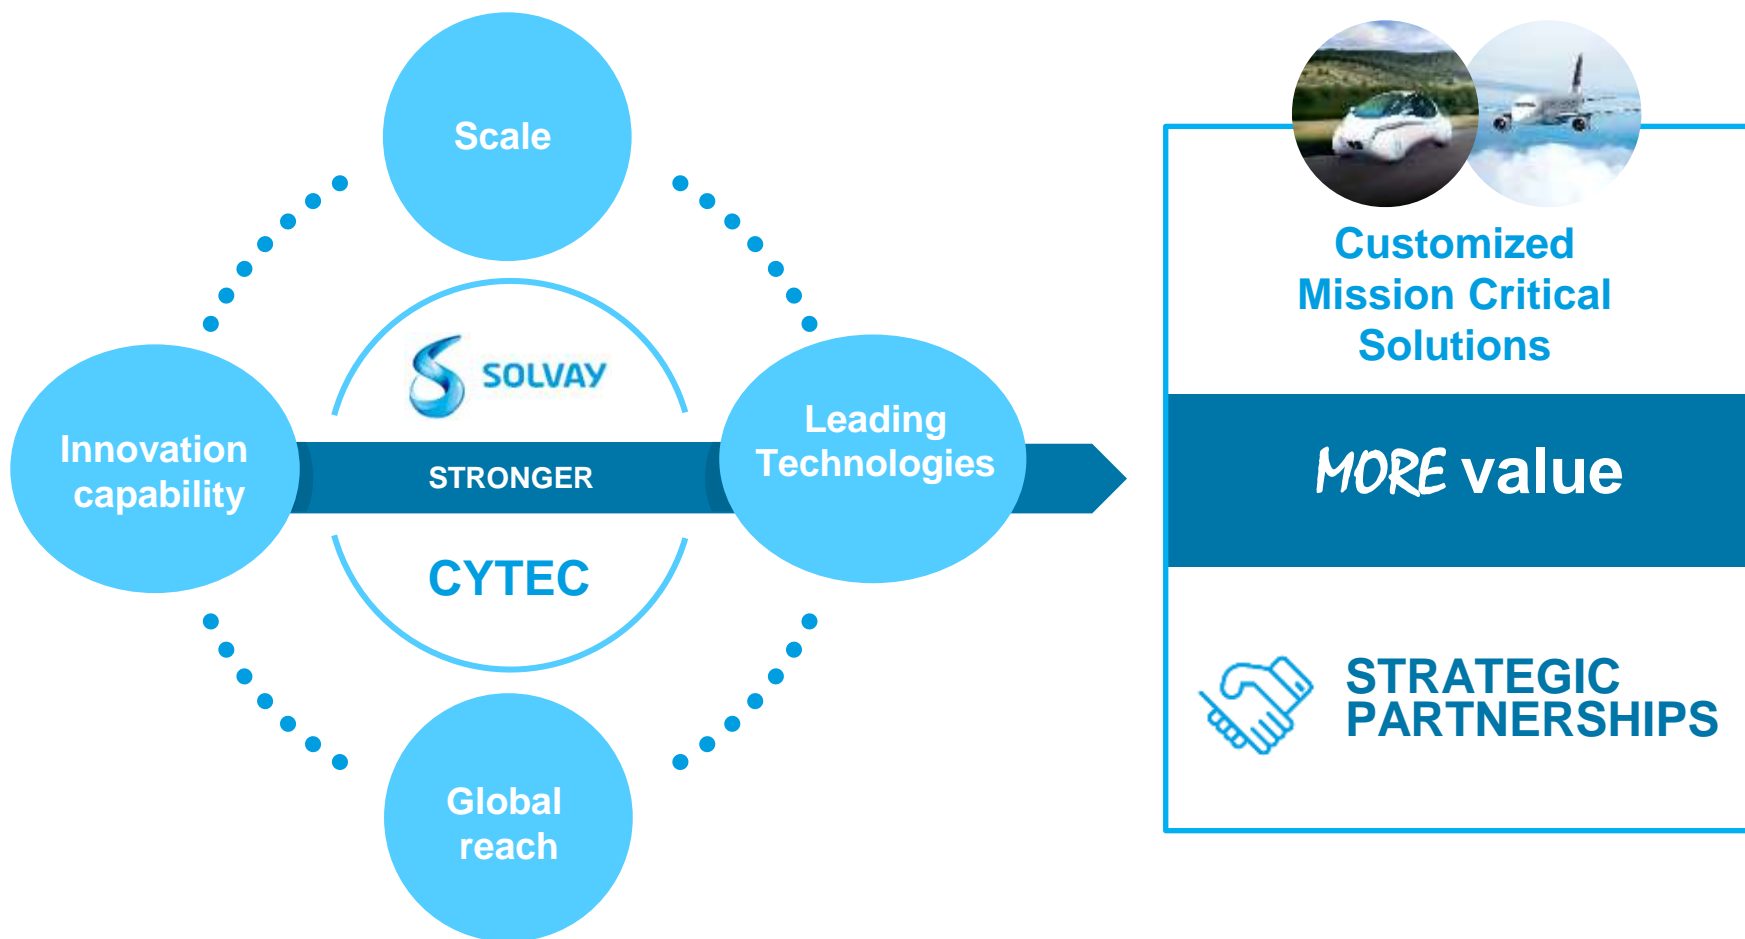 Scale
SOLVAY
Innovation
capability
STRONGER
Leading
Technologies
CYTEC
Global
reach
Customized
Mission Critical
Solutions
MORE value
STRATEGIC
PARTNERSHIPS